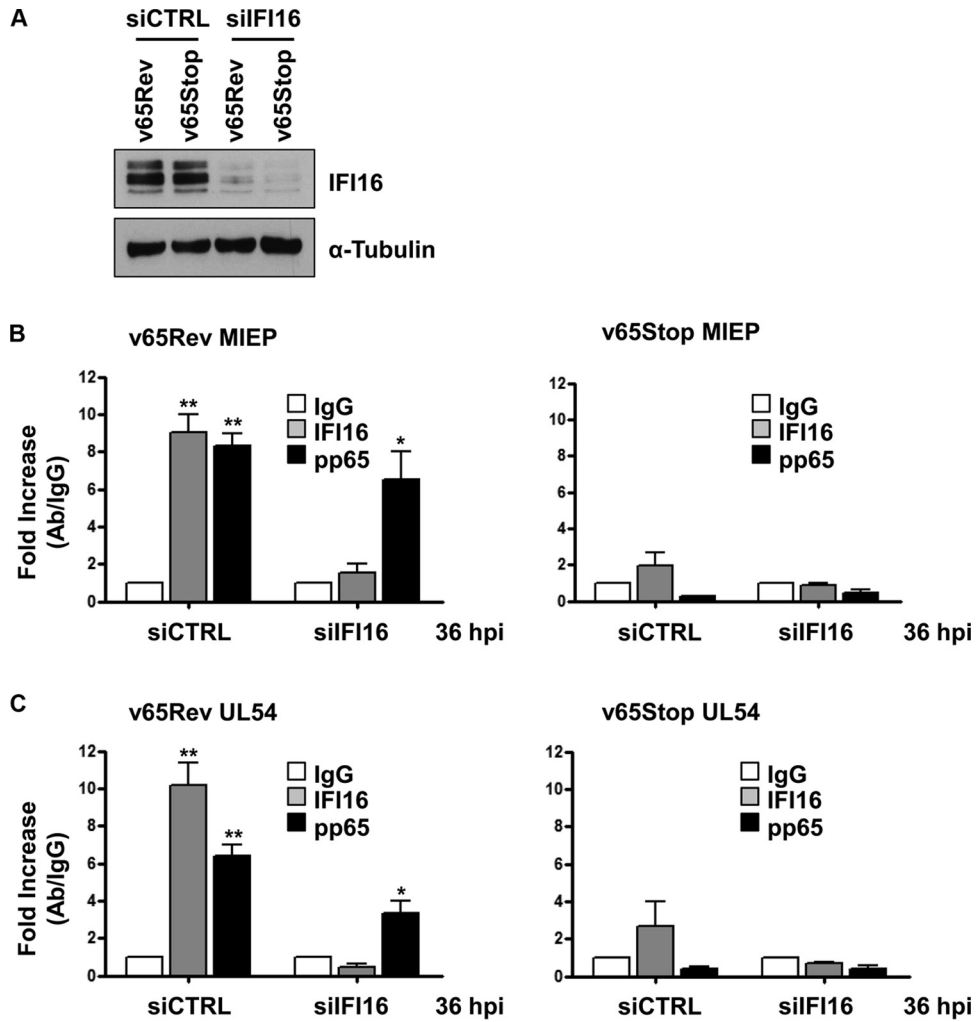 A
siCTRL siIFI16
v65Rev v65Stop v65Rev v65Stop
IFI16
α-Tubulin
B
v65Rev MIEP
Fold Increase
(Ab/IgG)
12
10
8
6
4
2
0
** ** *
IgG
IFI16
pp65
siCTRL siIFI16 36 hpi
v65Stop MIEP
12
10
8
6
4
2
0
IgG
IFI16
pp65
siCTRL siIFI16 36 hpi
C
v65Rev UL54
Fold Increase
(Ab/IgG)
12
10
8
6
4
2
0
** ** *
IgG
IFI16
pp65
siCTRL siIFI16 36 hpi
v65Stop UL54
12
10
8
6
4
2
0
IgG
IFI16
pp65
siCTRL siIFI16 36 hpi